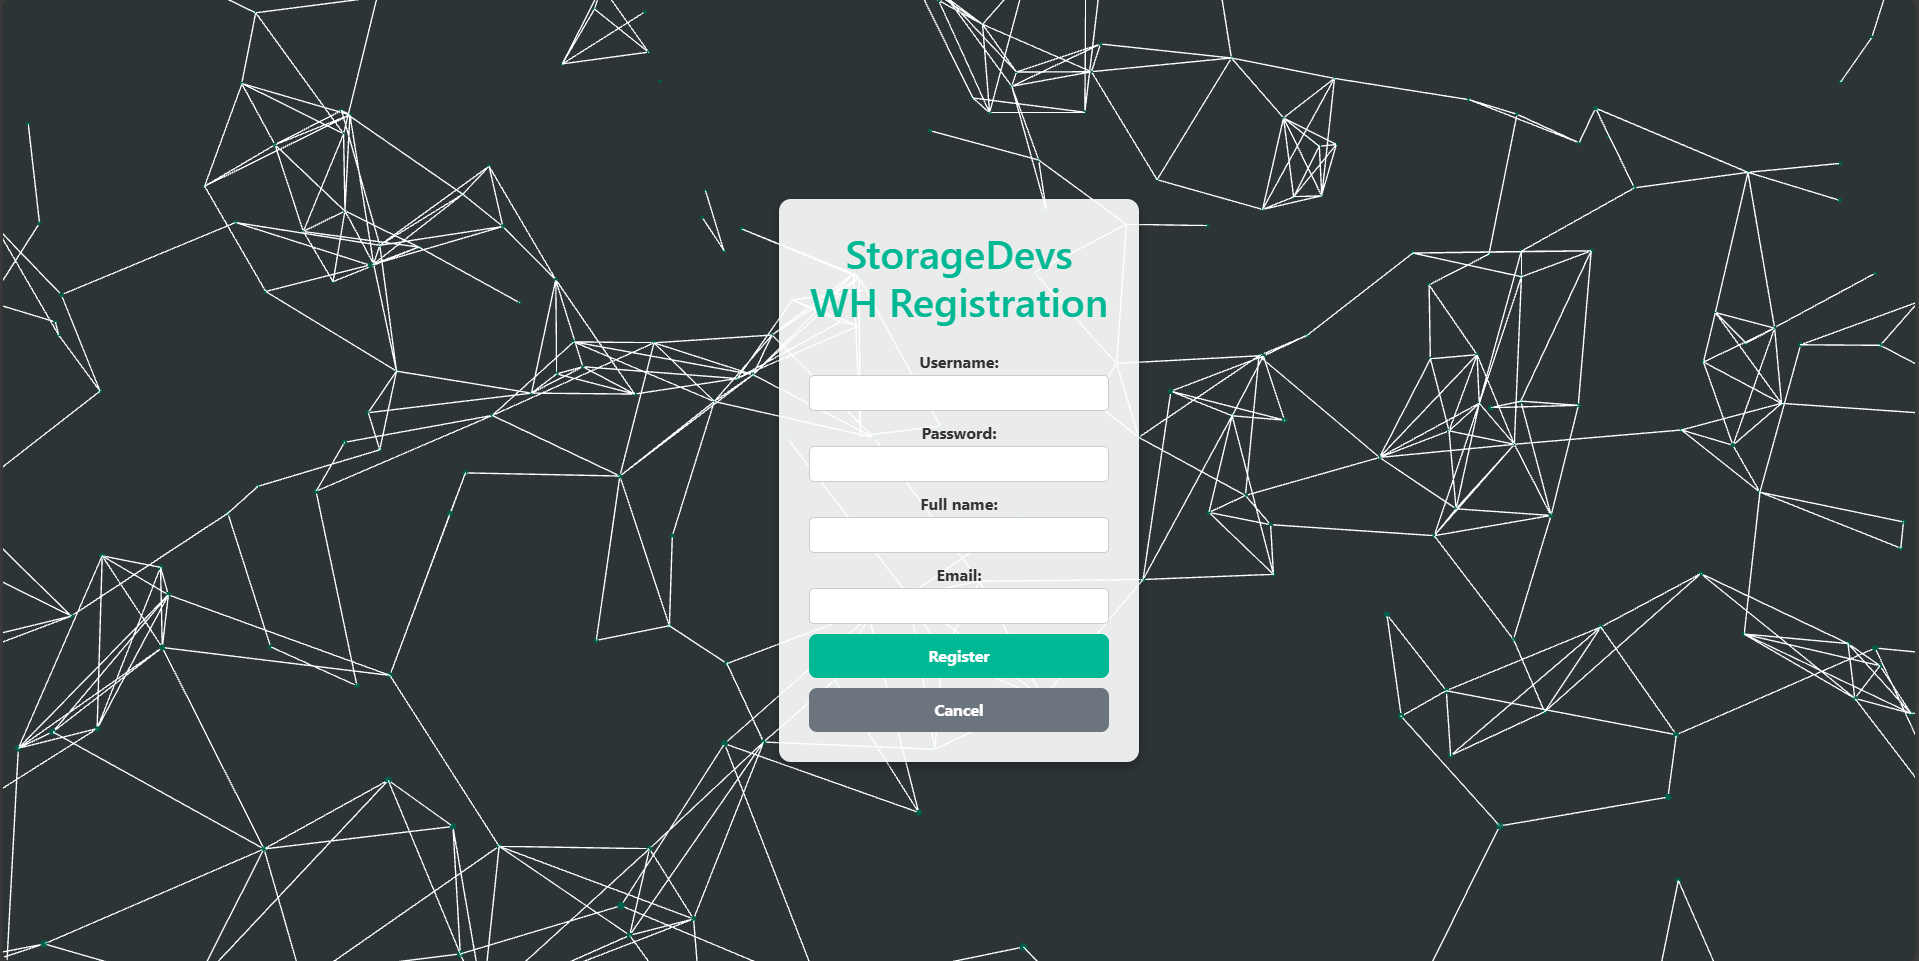 StorageDevs
WH Registration
Username:
Password:
Full name:
Email:
Register
Cancel